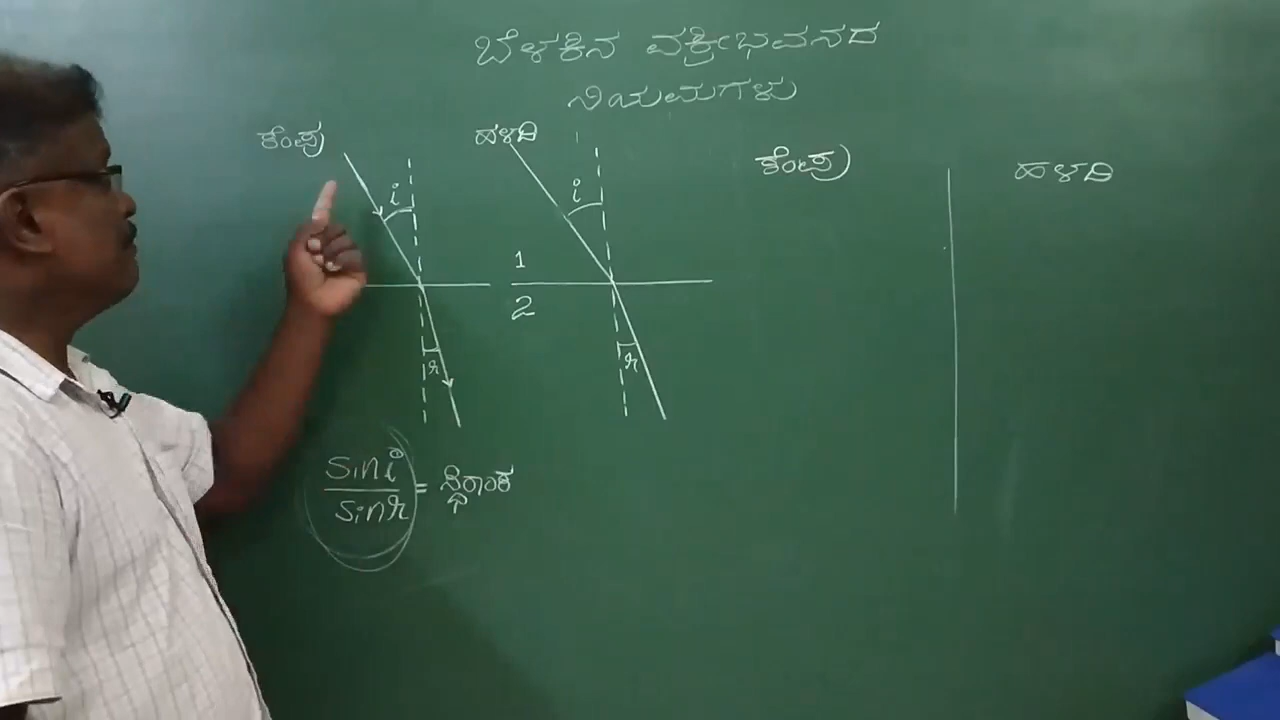 ಬೆಳಕಿನ ವಕ್ರೀಭವನದ
ನಿಯಮಗಳು
ಕೆಂಪು
ಹಳದಿ
ಕೆಂಪು
ಹಳದಿ
i
i
1
2
r
r
sin i
sin r
= ಸ್ಥಿರಾಂಕ